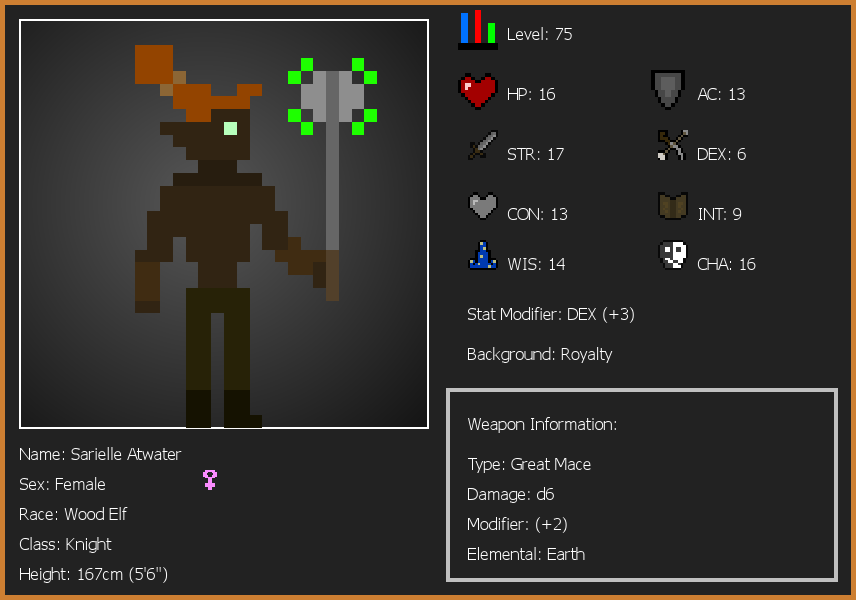 Level: 75
HP: 16
AC: 13
STR: 17
DEX: 6
CON: 13
INT: 9
WIS: 14
CHA: 16
Stat Modifier: DEX (+3)
Background: Royalty
Weapon Information:
Type: Great Mace
Damage: d6
Modifier: (+2)
Elemental: Earth
Name: Sarielle Atwater
Sex: Female
Race: Wood Elf
Class: Knight
Height: 167cm (5'6")